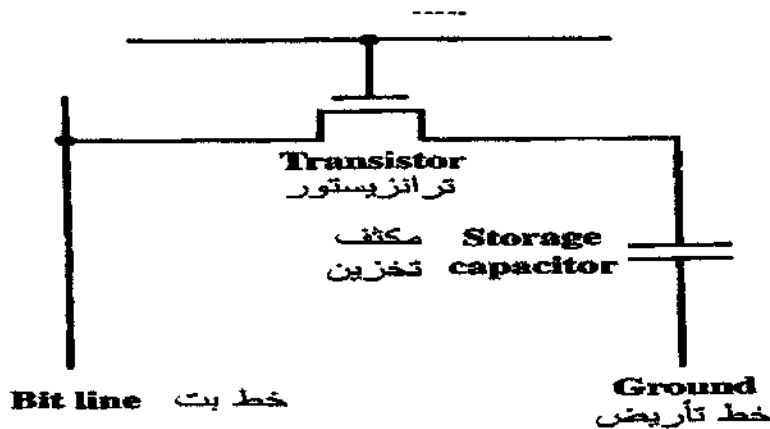 Transistor
ترانزيستور
مكثف Storage
تخزين capacitor
Bit line خط بت
Ground
خط تأريض